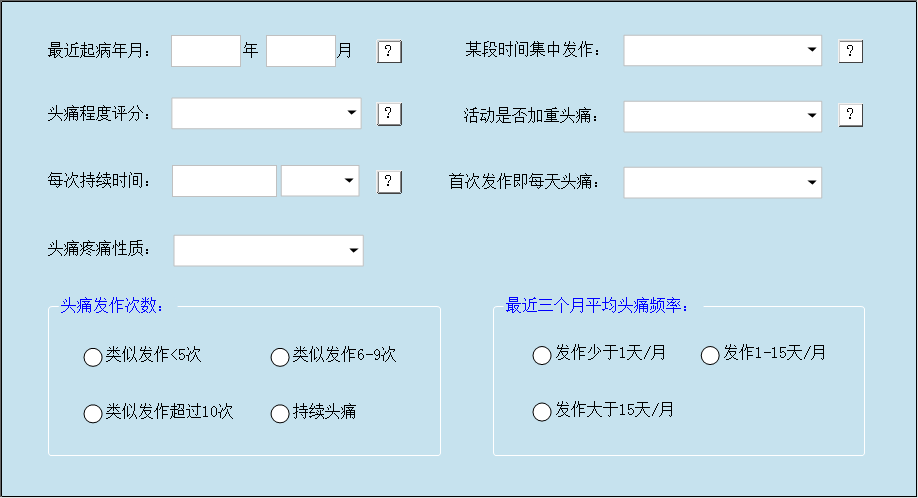 最近起病年月： 年 月 ? 某段时间集中发作： ?
头痛程度评分： ? 活动是否加重头痛： ?
每次持续时间： ? 首次发作即每天头痛：
头痛疼痛性质：
头痛发作次数：
类似发作<5次 类似发作6-9次
类似发作超过10次 持续头痛
最近三个月平均头痛频率：
发作少于1天/月 发作1-15天/月
发作大于15天/月